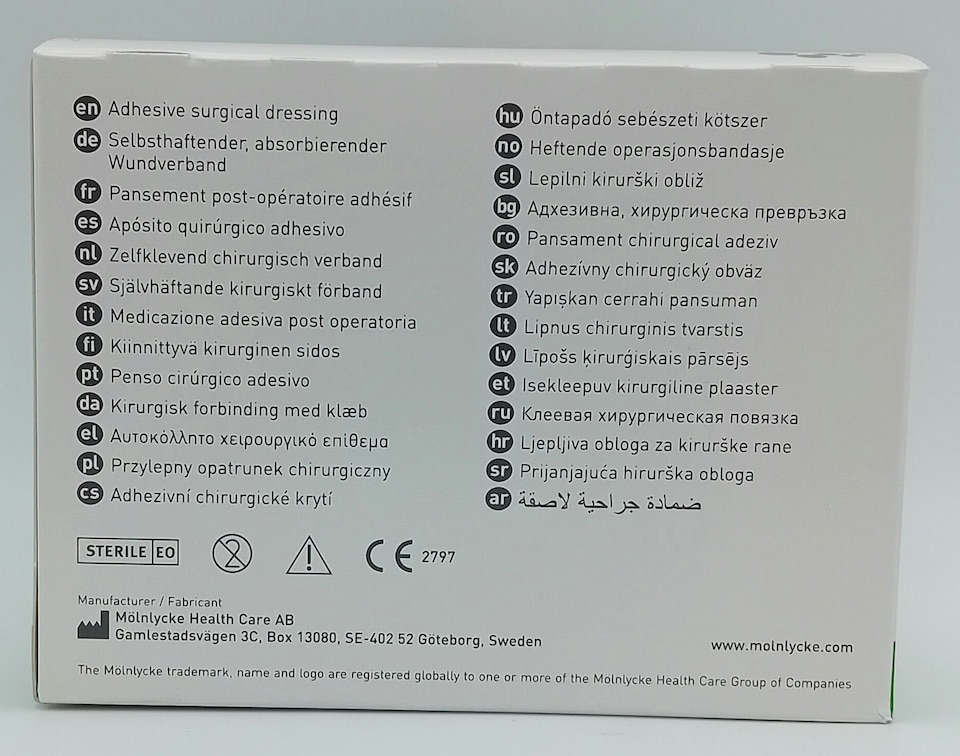 en Adhesive surgical dressing
de Selbsthaftender, absorbierender
Wundverband
fr Pansement post-opératoire adhésif
es Apósito quirúrgico adhesivo
nl Zelfklevend chirurgisch verband
sv Självhäftande kirurgiskt förband
it Medicazione adesiva post operatoria
fi Kiinnittyvä kirurginen sidos
pt Penso cirúrgico adesivo
da Kirurgisk forbinding med klæb
el Αυτοκόλλητο χειρουργικό επίθεμα
pl Przylepny opatrunek chirurgiczny
cs Adhezivní chirurgické krytí
hu Öntapadó sebészeti kötszer
no Heftende operasjonsbandasje
sl Lepilni kirurški obliž
bg Адхезивна, хирургическа превръзка
ro Pansament chirurgical adeziv
sk Adhezívny chirurgický obväz
tr Yapışkan cerrahi pansuman
lt Lipnus chirurginis tvarstis
lv Līpošs ķirurģiskais pārsējs
et Isekleepuv kirurgiline plaaster
ru Клеевая хирургическая повязка
hr Ljepljiva obloga za kirurške rane
sr Prijanjajuća hirurška obloga
ar ضمادة جراحية لاصقة
STERILE EO
2
!
CE 2797
Manufacturer / Fabricant
Mölnlycke Health Care AB
Gamlestadsvägen 3C, Box 13080, SE-402 52 Göteborg, Sweden
www.molnlycke.com
The Mölnlycke trademark, name and logo are registered globally to one or more of the Mölnlycke Health Care Group of Companies